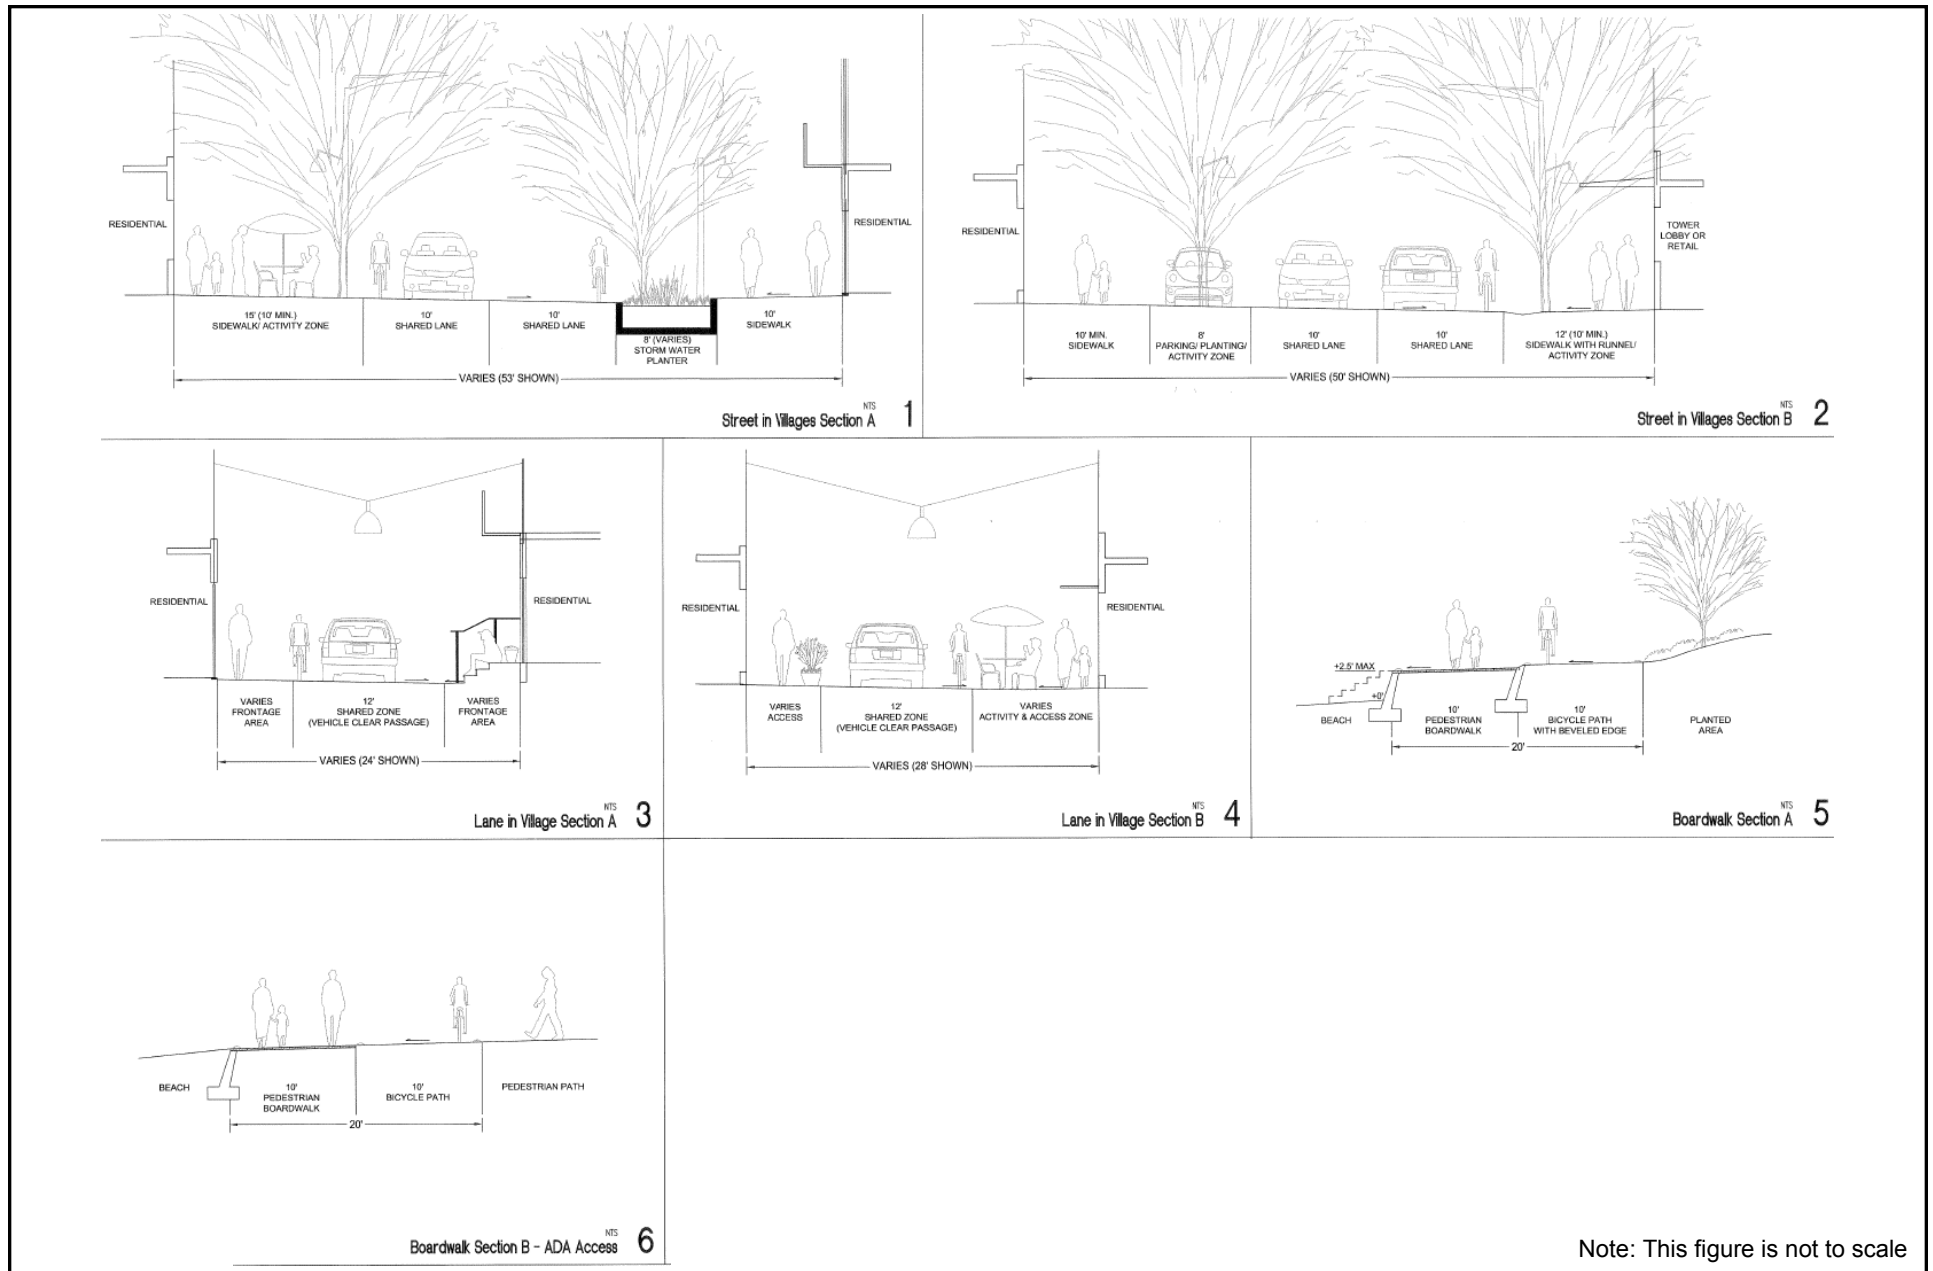 RESIDENTIAL
RESIDENTIAL
15' (10' MIN.)
SIDEWALK/ ACTIVITY ZONE
10'
SHARED LANE
10'
SHARED LANE
8' (VARIES)
STORM WATER
PLANTER
10'
SIDEWALK
VARIES (53' SHOWN)
NTS
Street in Villages Section A 1
RESIDENTIAL
TOWER
LOBBY OR
RETAIL
10' MIN.
SIDEWALK
8'
PARKING/ PLANTING/
ACTIVITY ZONE
10'
SHARED LANE
10'
SHARED LANE
12' (10' MIN.)
SIDEWALK WITH RUNNEL/
ACTIVITY ZONE
VARIES (50' SHOWN)
NTS
Street in Villages Section B 2
RESIDENTIAL
RESIDENTIAL
VARIES
FRONTAGE
AREA
12'
SHARED ZONE
(VEHICLE CLEAR PASSAGE)
VARIES
FRONTAGE
AREA
VARIES (24' SHOWN)
NTS
Lane in Village Section A 3
RESIDENTIAL
RESIDENTIAL
VARIES
ACCESS
12'
SHARED ZONE
(VEHICLE CLEAR PASSAGE)
VARIES
ACTIVITY & ACCESS ZONE
VARIES (28' SHOWN)
NTS
Lane in Village Section B 4
+2.5' MAX
+0'
BEACH
10'
PEDESTRIAN
BOARDWALK
10'
BICYCLE PATH
WITH BEVELED EDGE
PLANTED
AREA
20'
NTS
Boardwalk Section A 5
BEACH
10'
PEDESTRIAN
BOARDWALK
10'
BICYCLE PATH
PEDESTRIAN PATH
20'
NTS
Boardwalk Section B - ADA Access 6
Note: This figure is not to scale